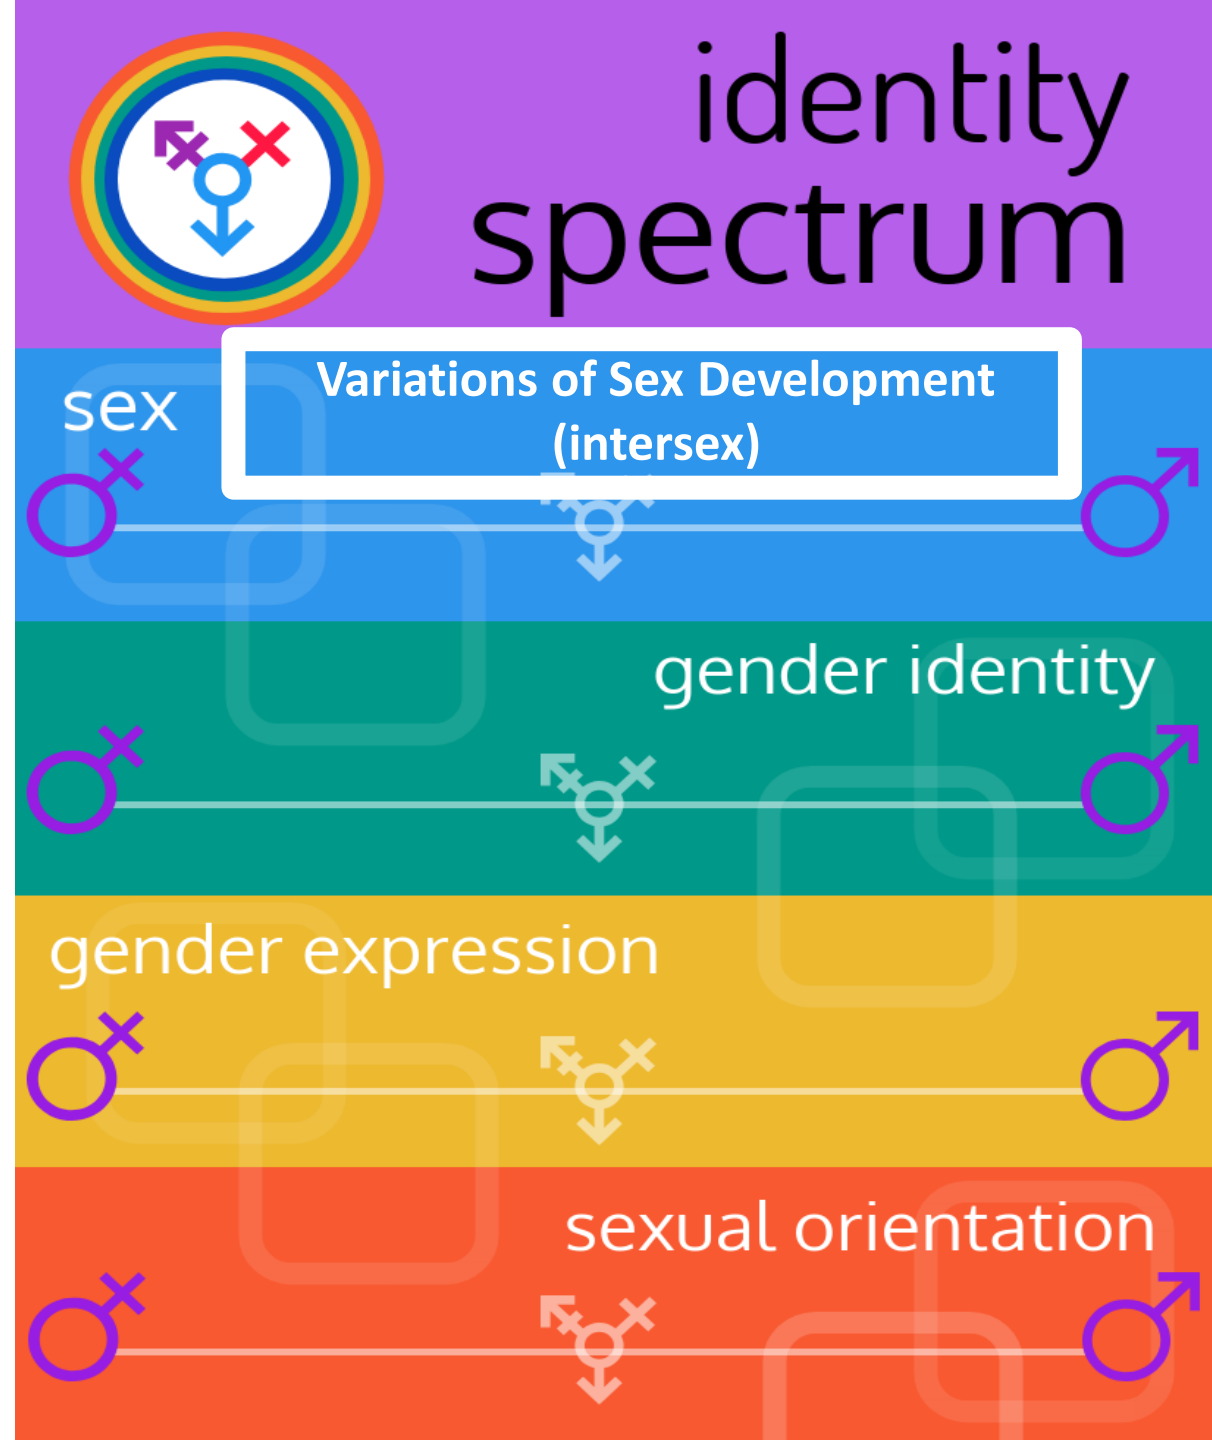 identity
spectrum
Variations of Sex Development
(intersex)
sex
gender identity
gender expression
sexual orientation